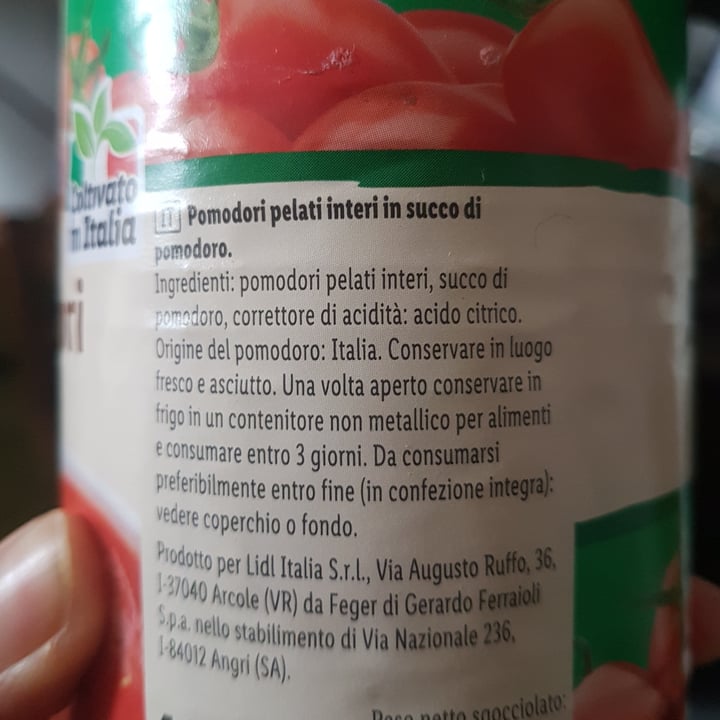 Coltivato
in Italia
IT Pomodori pelati interi in succo di
pomodoro.
Ingredienti: pomodori pelati interi, succo di
pomodoro, correttore di acidità: acido citrico.
Origine del pomodoro: Italia. Conservare in luogo
fresco e asciutto. Una volta aperto conservare in
frigo in un contenitore non metallico per alimenti
e consumare entro 3 giorni. Da consumarsi
preferibilmente entro fine (in confezione integra):
vedere coperchio o fondo.
Prodotto per Lidl Italia S.r.l., Via Augusto Ruffo, 36,
I-37040 Arcole (VR) da Feger di Gerardo Ferraioli
S.p.a. nello stabilimento di Via Nazionale 236,
I-84012 Angri (SA).
Peso netto sgocciolato: